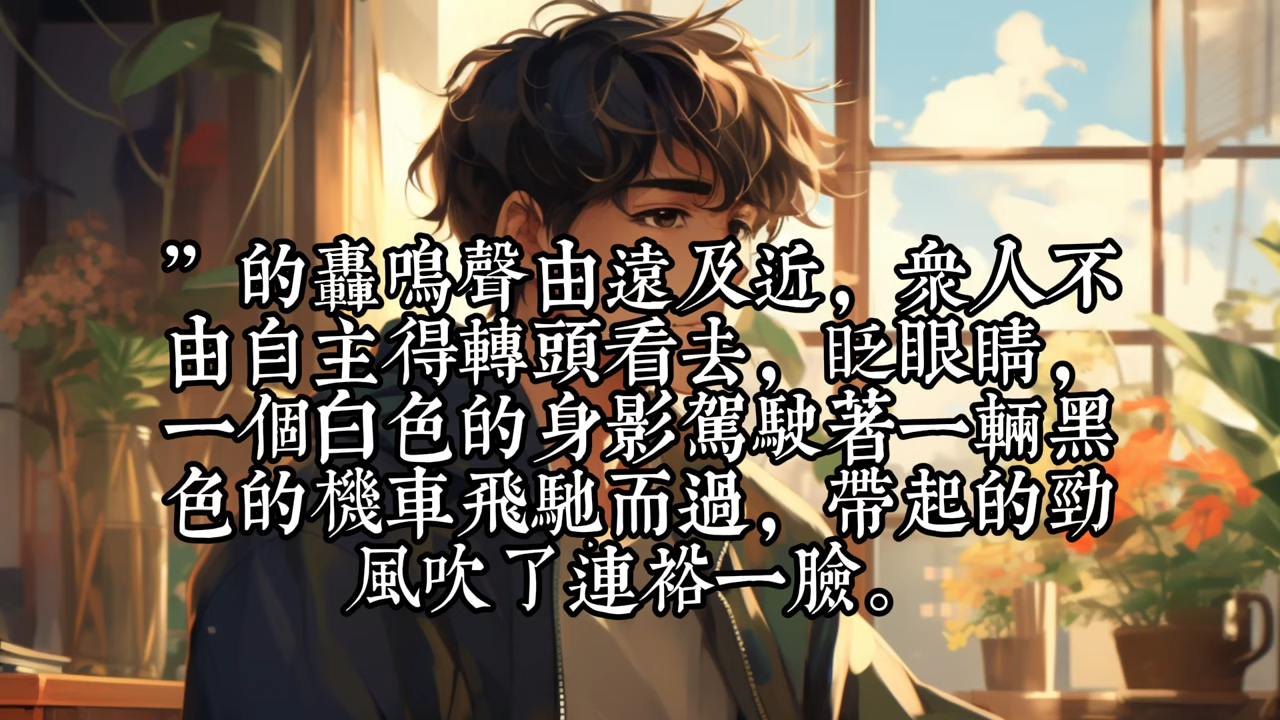 ”的轟鳴聲由遠及近，衆人不
由自主得轉頭看去，眨眼睛，
一個白色的身影駕駛著一輛黑
色的機車飛馳而過，帶起的勁
風吹了連裕一臉。